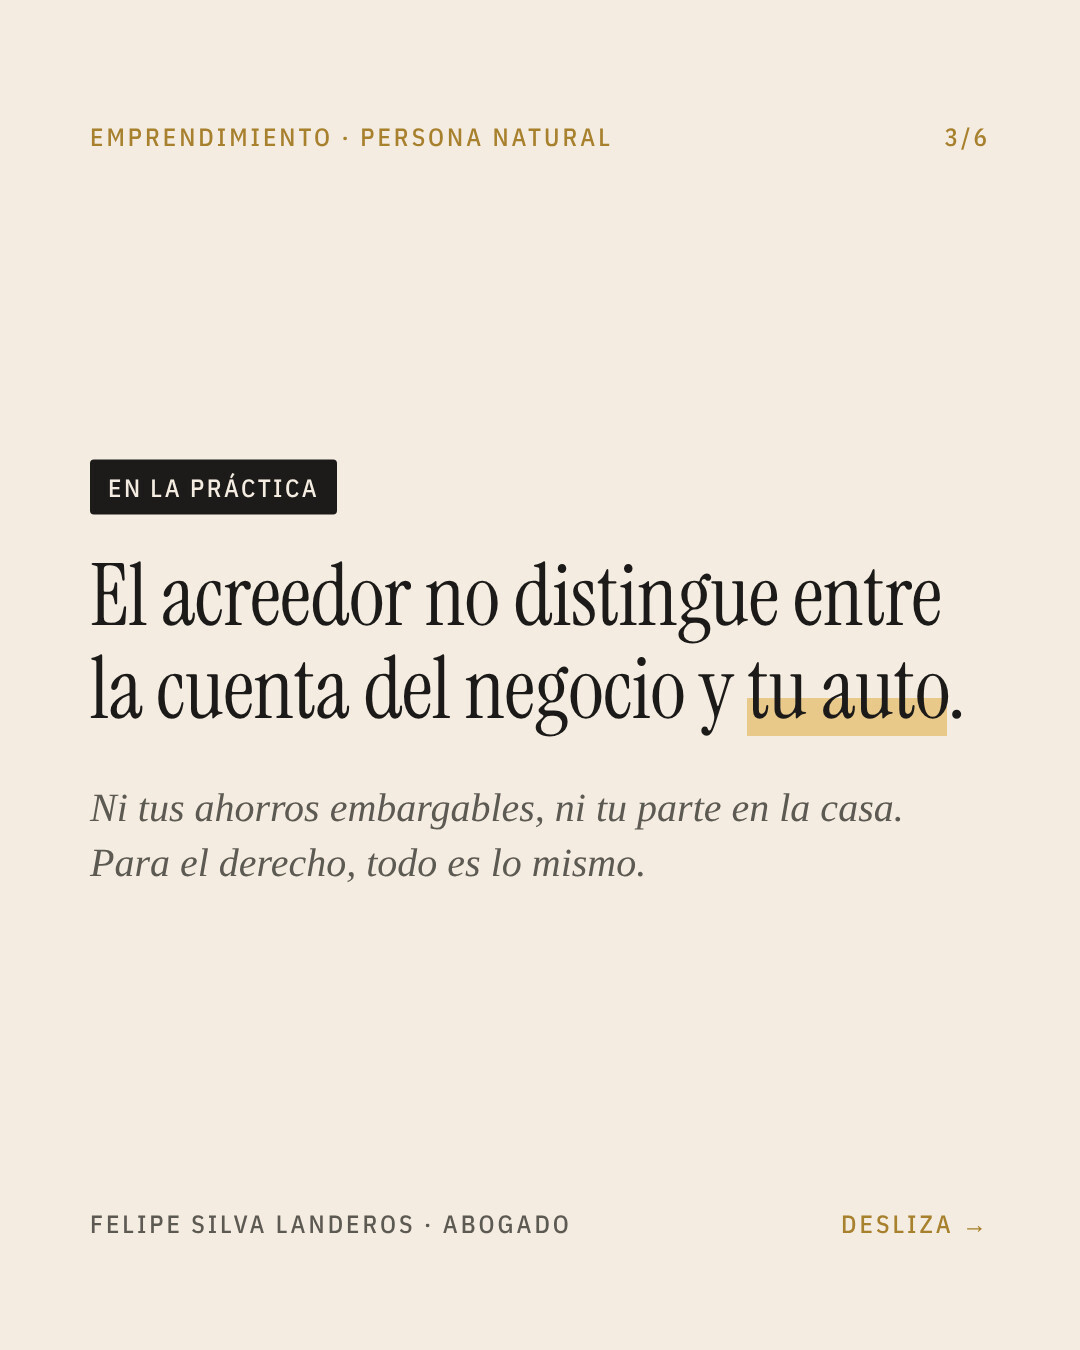 EMPRENDIMIENTO · PERSONA NATURAL
3/6
EN LA PRÁCTICA
El acreedor no distingue entre
la cuenta del negocio y tu auto.
Ni tus ahorros embargables, ni tu parte en la casa.
Para el derecho, todo es lo mismo.
FELIPE SILVA LANDEROS · ABOGADO
DESLIZA →